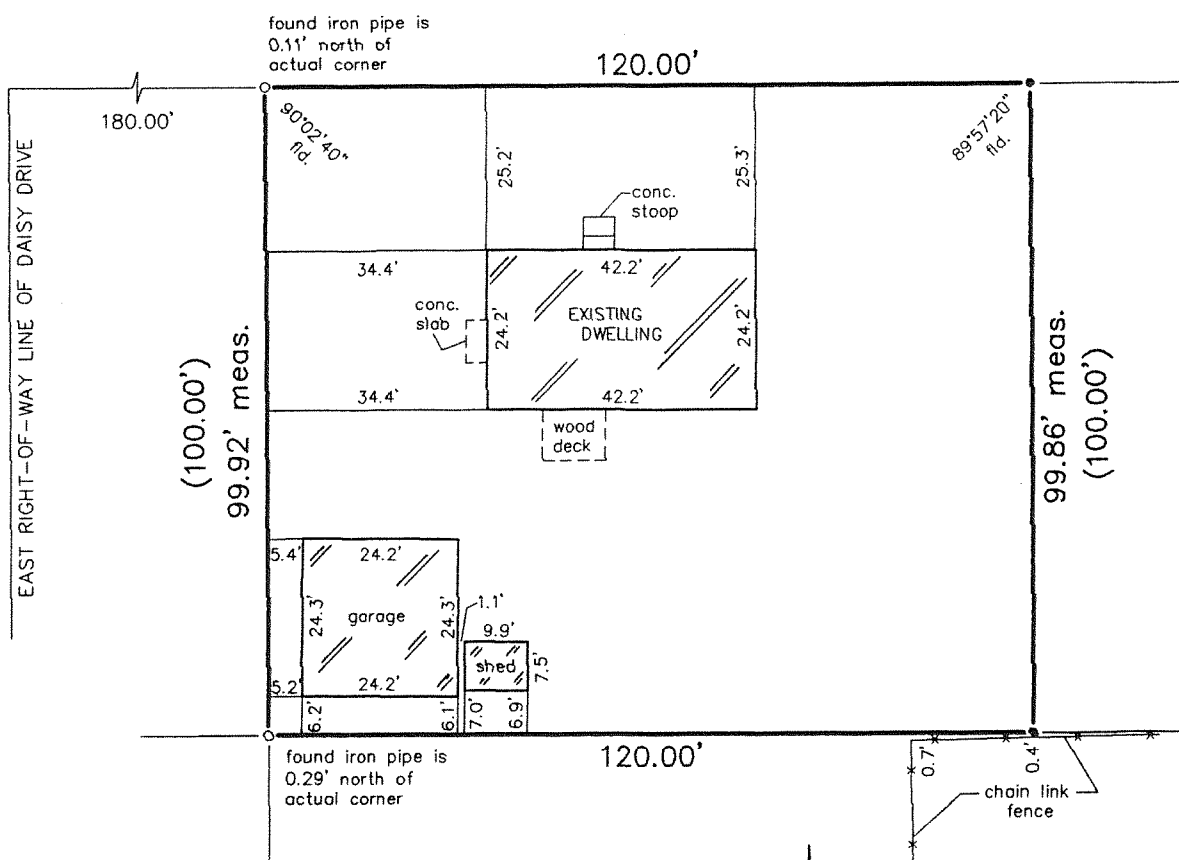 found iron pipe is
0.11' north of
actual corner
120.00'
180.00'
90°02'40"
fld.
89°57'20"
fld.
EAST RIGHT-OF-WAY LINE OF DAISY DRIVE
25.2'
25.3'
conc.
stoop
34.4'
42.2'
conc.
slab
24.2'
EXISTING
DWELLING
24.2'
34.4'
42.2'
wood
deck
(100.00')
99.92' meas.
99.86' meas.
(100.00')
5.4'
24.2'
24.3'
garage
24.3'
1.1'
9.9'
shed
7.5'
5.2'
24.2'
6.2'
6.1'
7.0'
6.9'
120.00'
found iron pipe is
0.29' north of
actual corner
0.7'
0.4'
chain link
fence